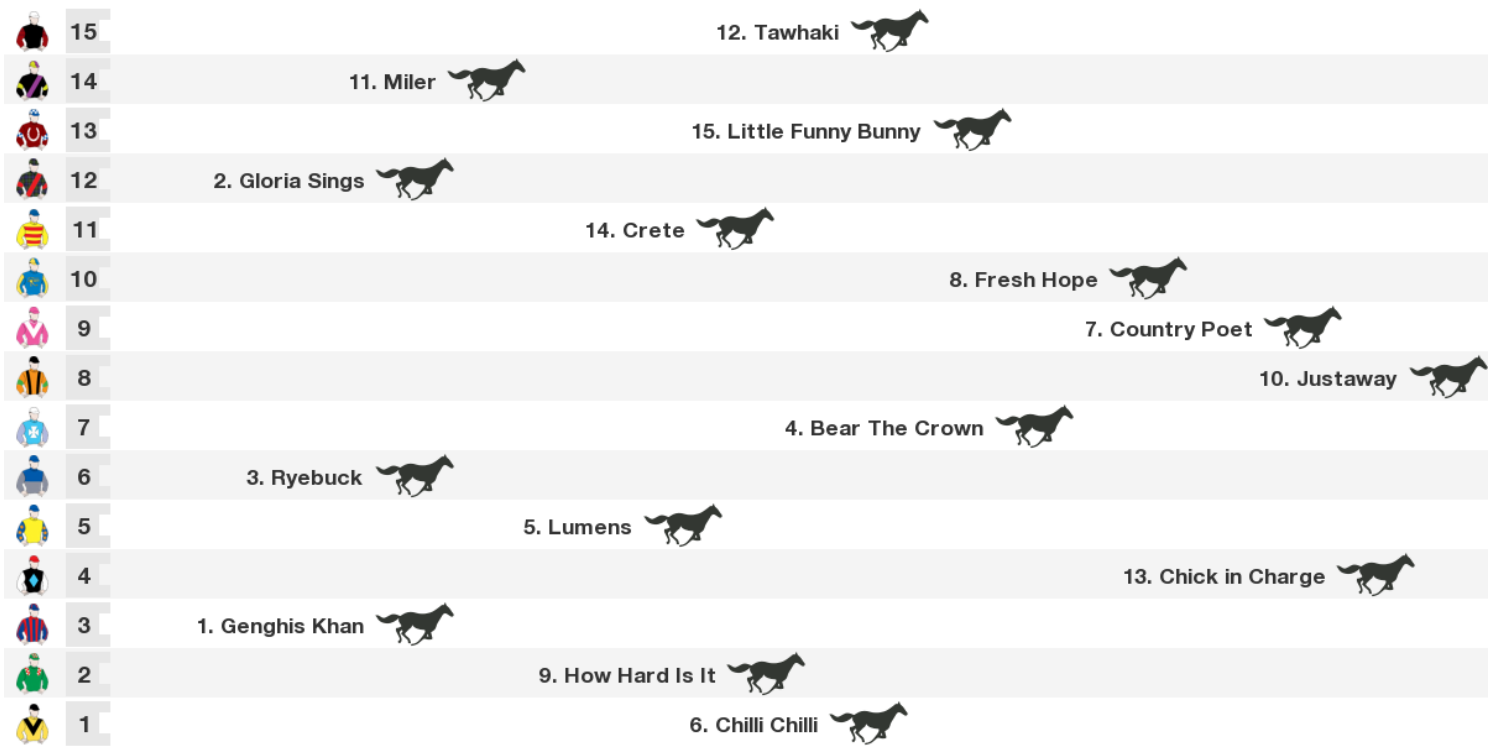 15 12. Tawhaki
14 11. Miler
13 15. Little Funny Bunny
12 2. Gloria Sings
11 14. Crete
10 8. Fresh Hope
9 7. Country Poet
8 10. Justaway
7 4. Bear The Crown
6 3. Ryebuck
5 5. Lumens
4 13. Chick in Charge
3 1. Genghis Khan
2 9. How Hard Is It
1 6. Chilli Chilli